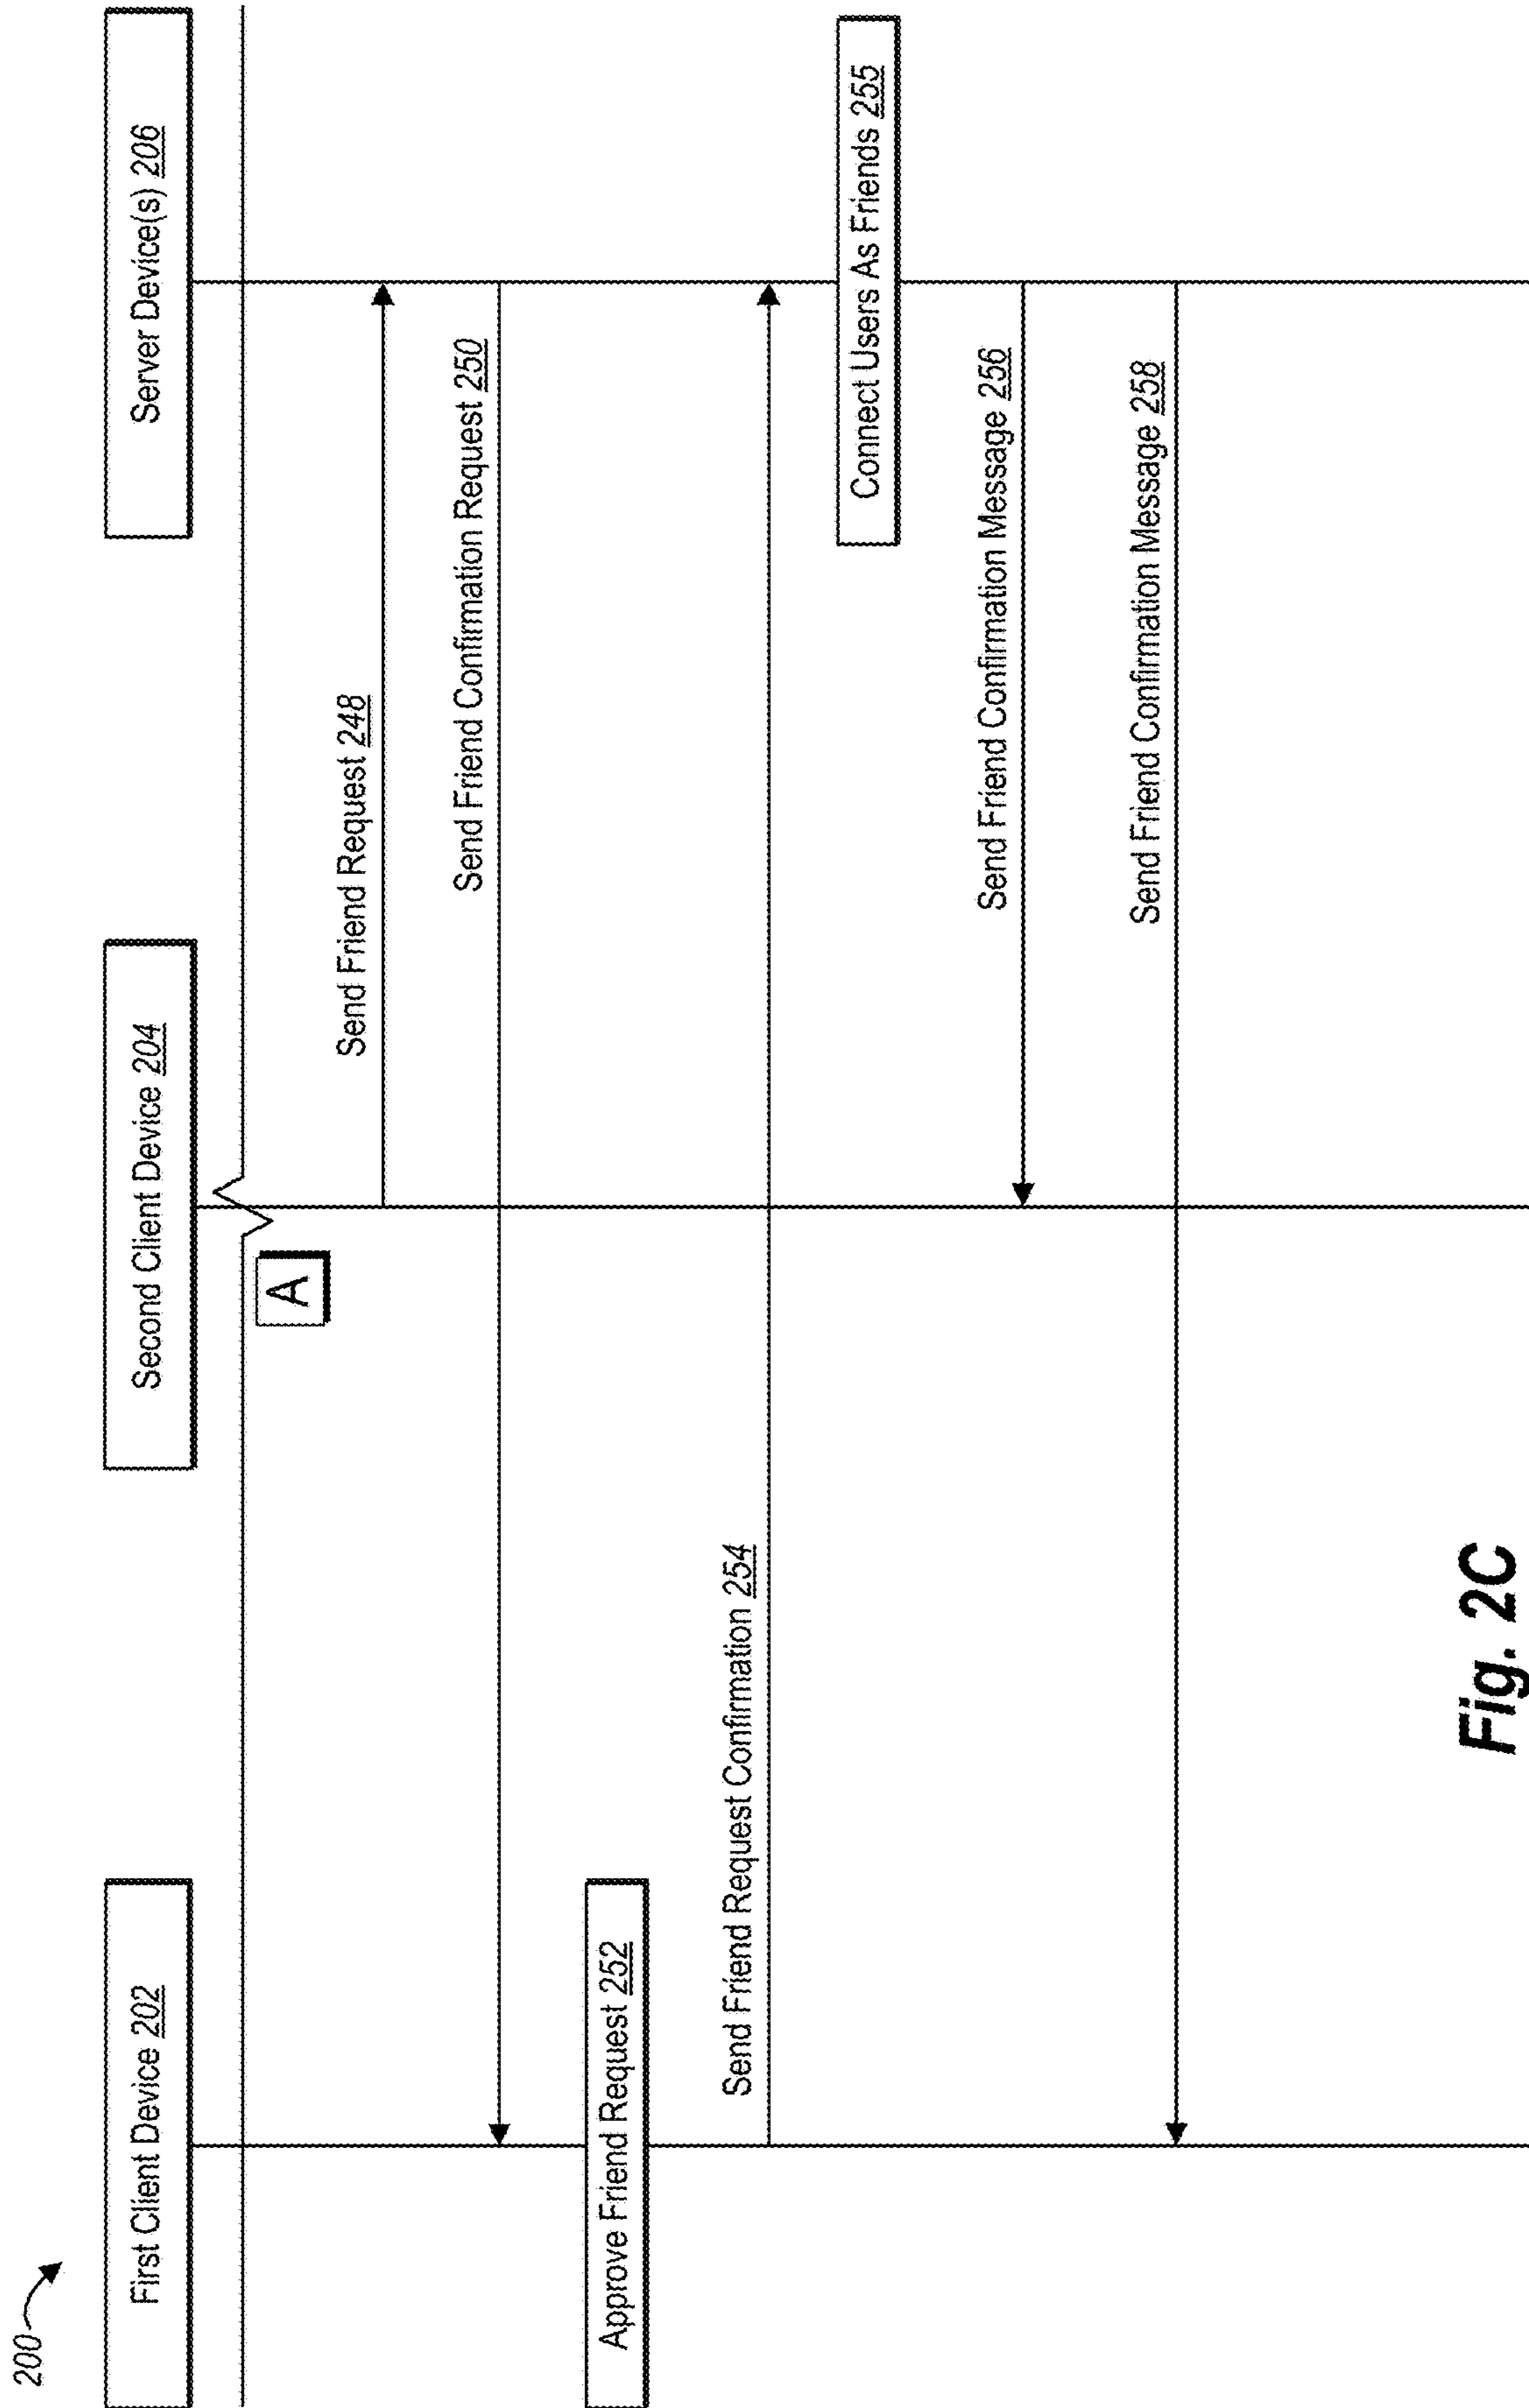 200
First Client Device 202
Second Client Device 204
Server Device(s) 206
A
Send Friend Request 248
Send Friend Confirmation Request 250
Approve Friend Request 252
Send Friend Request Confirmation 254
Connect Users As Friends 255
Send Friend Confirmation Message 256
Send Friend Confirmation Message 258
Fig. 2C